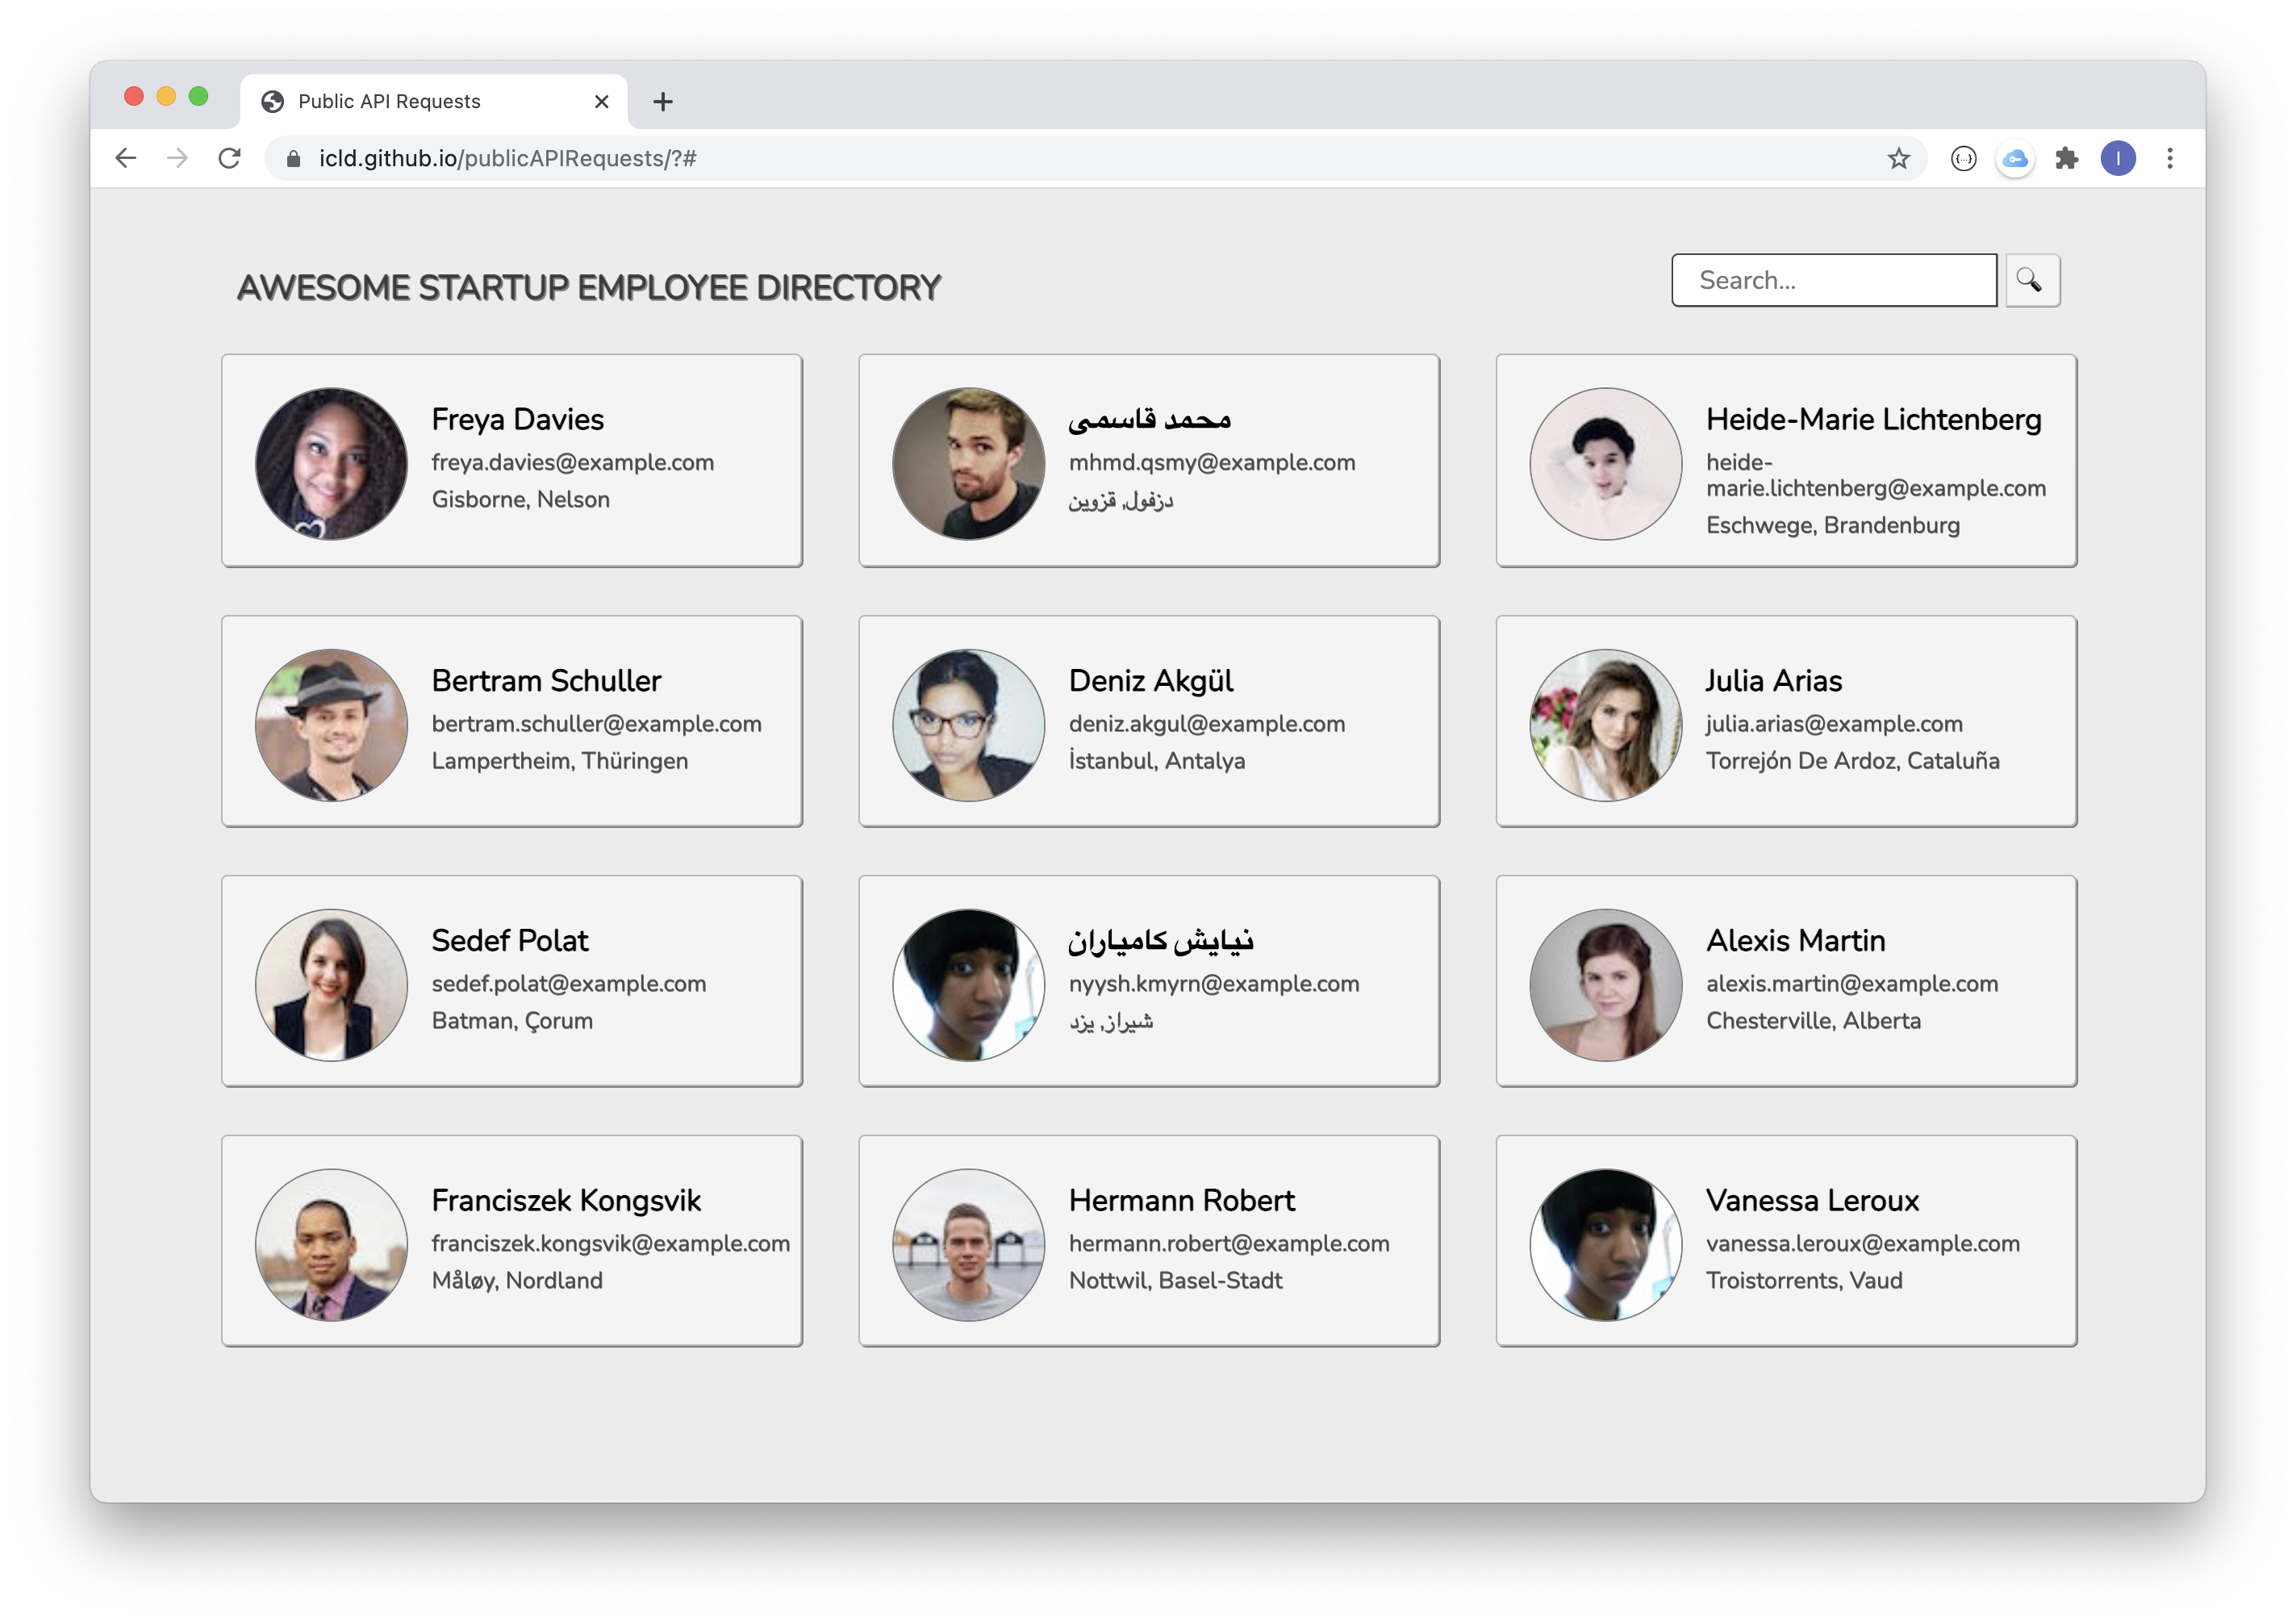 Public API Requests
icld.github.io/publicAPIRequests/?#
I
AWESOME STARTUP EMPLOYEE DIRECTORY
Search...
Freya Davies
freya.davies@example.com
Gisborne, Nelson
محمد قاسمی
mhmd.qsmy@example.com
دزفول, قزوین
Heide-Marie Lichtenberg
heide-
marie.lichtenberg@example.com
Eschwege, Brandenburg
Bertram Schuller
bertram.schuller@example.com
Lampertheim, Thüringen
Deniz Akgül
deniz.akgul@example.com
İstanbul, Antalya
Julia Arias
julia.arias@example.com
Torrejón De Ardoz, Cataluña
Sedef Polat
sedef.polat@example.com
Batman, Çorum
نیایش کامیاران
nyysh.kmyrn@example.com
شیراز, یزد
Alexis Martin
alexis.martin@example.com
Chesterville, Alberta
Franciszek Kongsvik
franciszek.kongsvik@example.com
Måløy, Nordland
Hermann Robert
hermann.robert@example.com
Nottwil, Basel-Stadt
Vanessa Leroux
vanessa.leroux@example.com
Troistorrents, Vaud